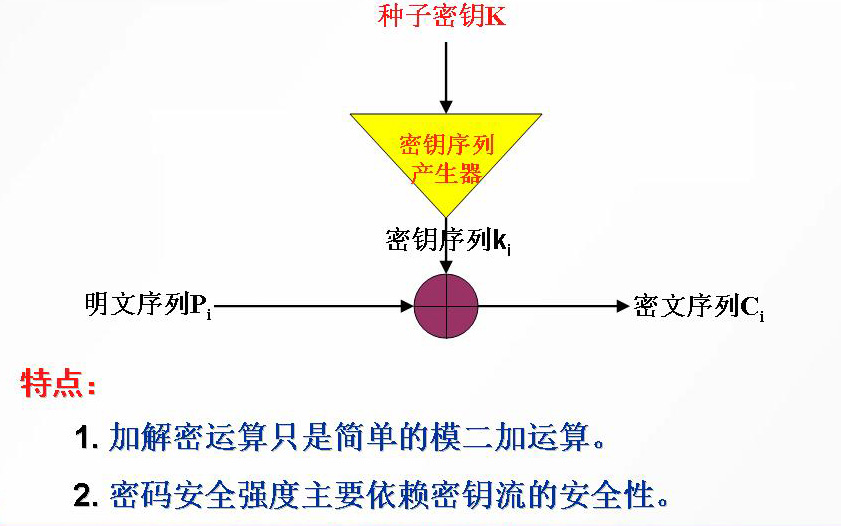 种子密钥K
密钥序列
产生器
密钥序列ki
明文序列Pi
密文序列Ci
特点：
1. 加解密运算只是简单的模二加运算。
2. 密码安全强度主要依赖密钥流的安全性。